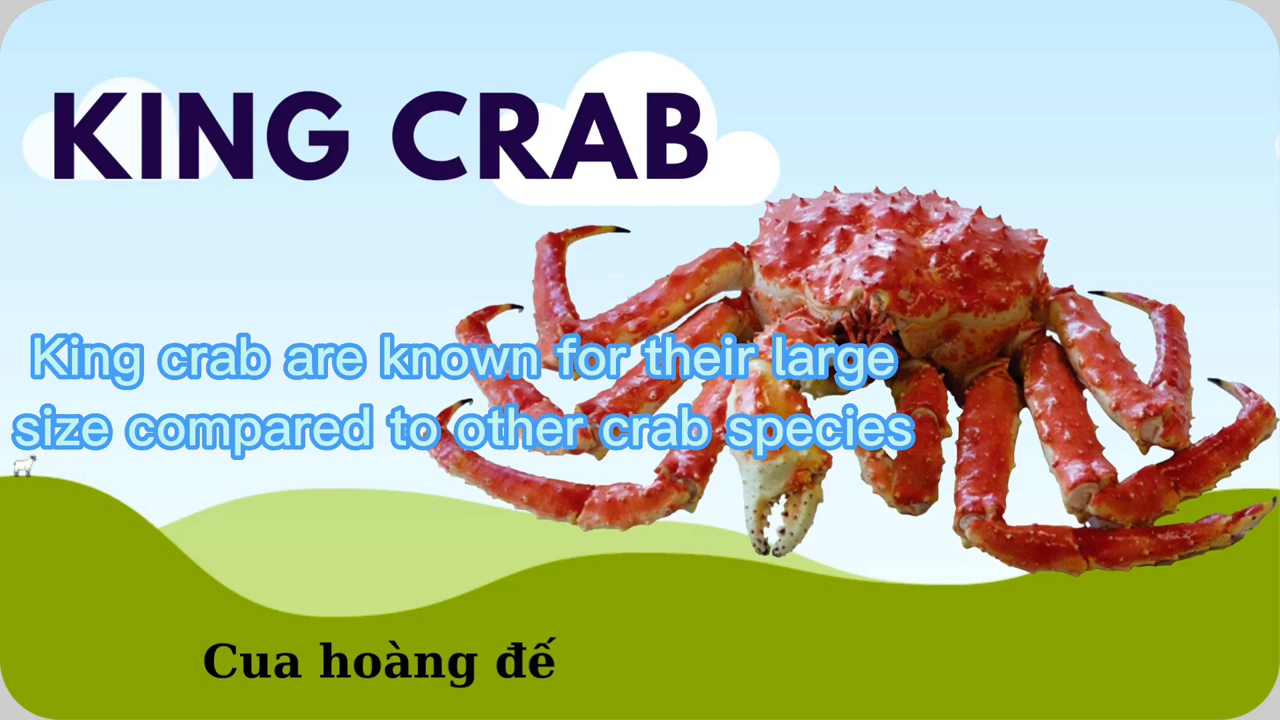 KING CRAB
King crab are known for their large
size compared to other crab species
Cua hoàng đế